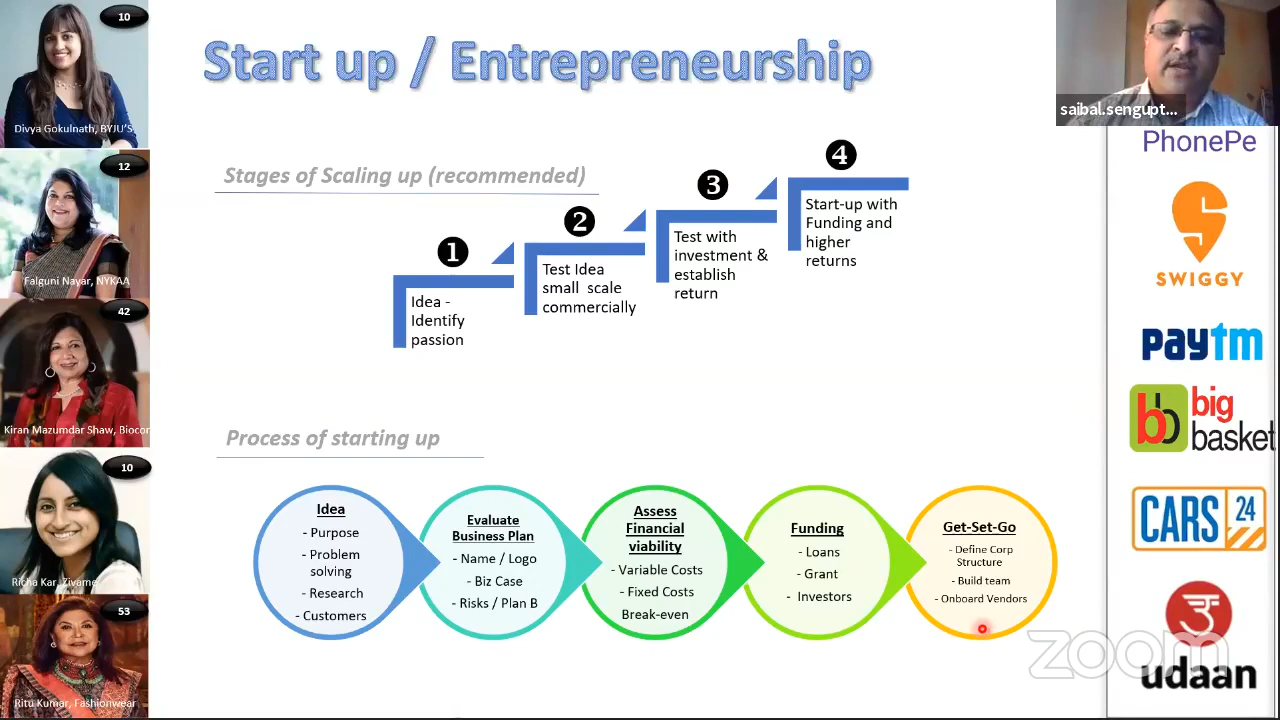 10
Divya Gokulnath, BYJU'S,
12
Falguni Nayar, NYKAA
42
Kiran Mazumdar Shaw, Biocor
10
Richa Kar, Zivame
53
Ritu Kumar, Fashionwear
Start up / Entrepreneurship
Stages of Scaling up (recommended)
1
Idea -
Identify
passion
2
Test Idea
small scale
commercially
3
Test with
investment &
establish
return
4
Start-up with
Funding and
higher
returns
Process of starting up
Idea
- Purpose
- Problem
solving
- Research
- Customers
Evaluate
Business Plan
- Name / Logo
- Biz Case
- Risks / Plan B
Assess
Financial
viability
- Variable Costs
- Fixed Costs
Break-even
Funding
- Loans
- Grant
- Investors
Get-Set-Go
- Define Corp
Structure
- Build team
- Onboard Vendors
saibal.sengupt...
PhonePe
SWIGGY
paytm
bb big
basket
CARS 24
उ
udaan
zoom